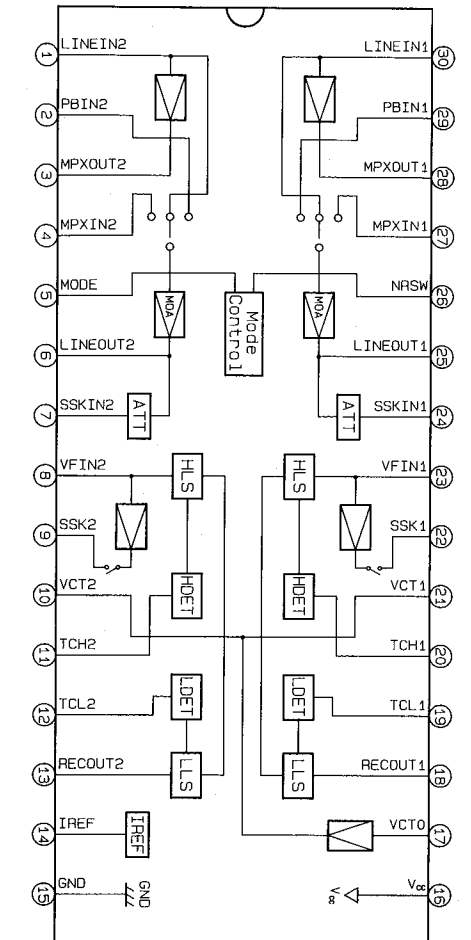 1 LINEIN2
2 PBIN2
3 MPXOUT2
4 MPXIN2
5 MODE
6 LINEOUT2
7 SSKIN2
8 VFIN2
9 SSK2
10 VCT2
11 TCH2
12 TCL2
13 RECOUT2
14 IREF
15 GND
MOA
ATT
HLS
HDET
LDET
LLS
IREF
GND
Mode
Control
MOA
ATT
HLS
HDET
LDET
LLS
Vcc
LINEIN1 30
PBIN1 29
MPXOUT1 28
MPXIN1 27
NRSW 26
LINEOUT1 25
SSKIN1 24
VFIN1 23
SSK1 22
VCT1 21
TCH1 20
TCL1 19
RECOUT1 18
VCTO 17
Vcc 16